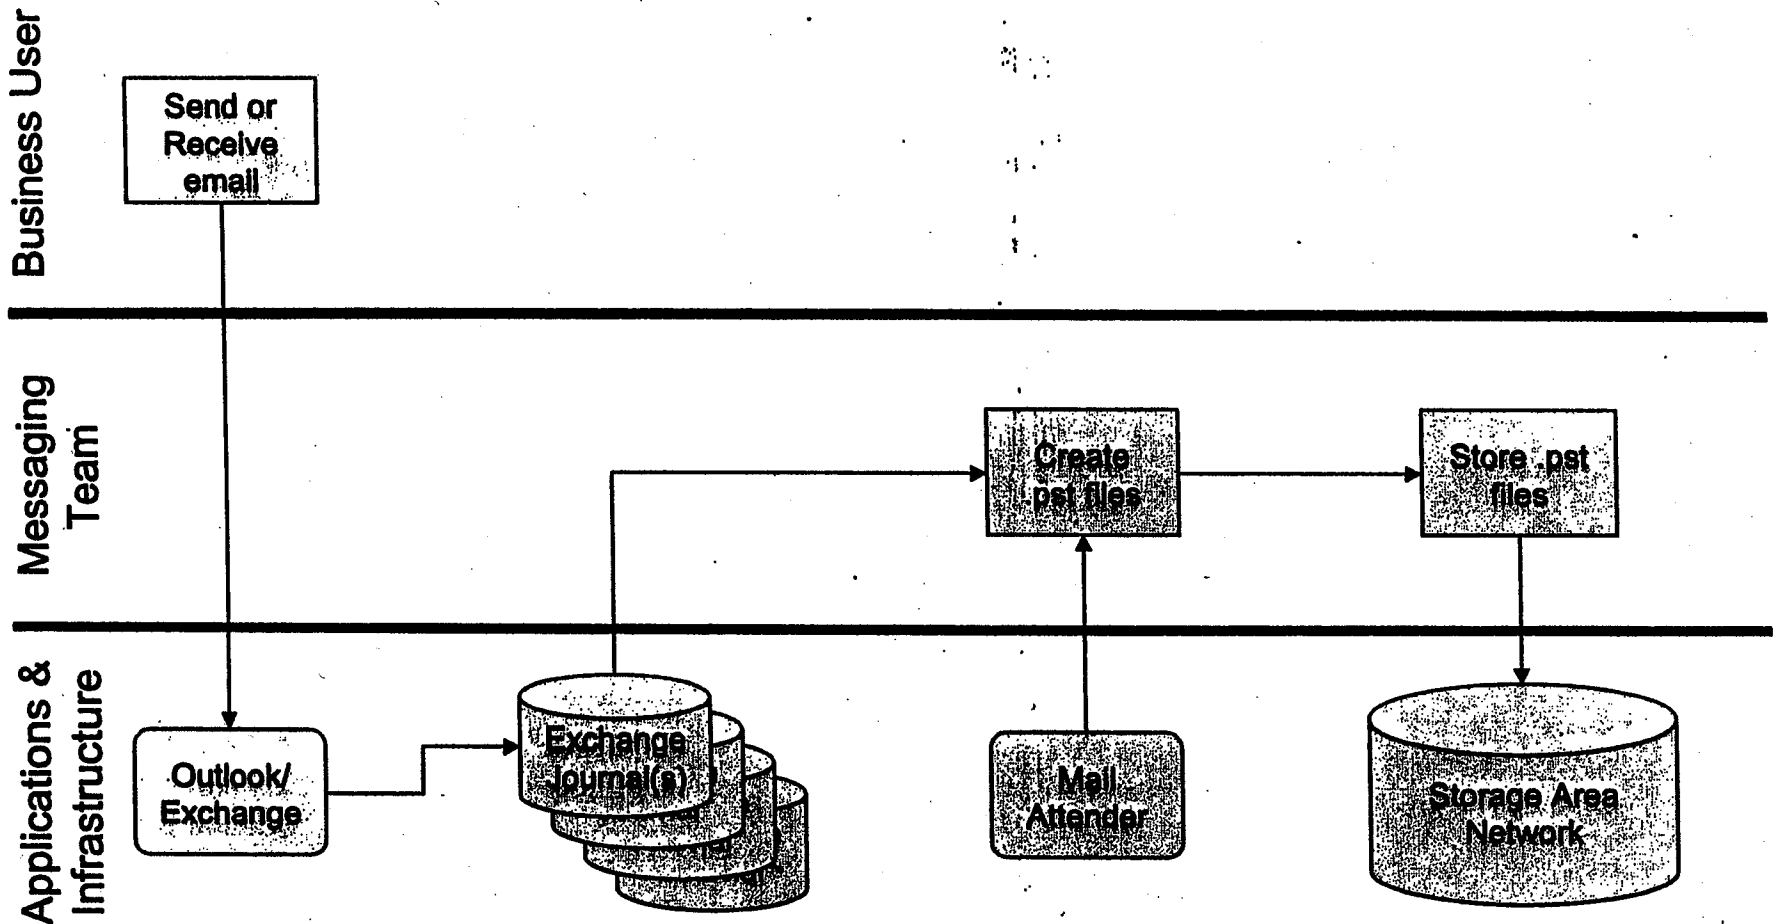 Business User
Send or
Receive
email
Messaging
Team
Create
.pst files
Store .pst
files
Applications &
Infrastructure
Outlook/
Exchange
Exchange
Journal(s)
Mail
Attender
Storage Area
Network